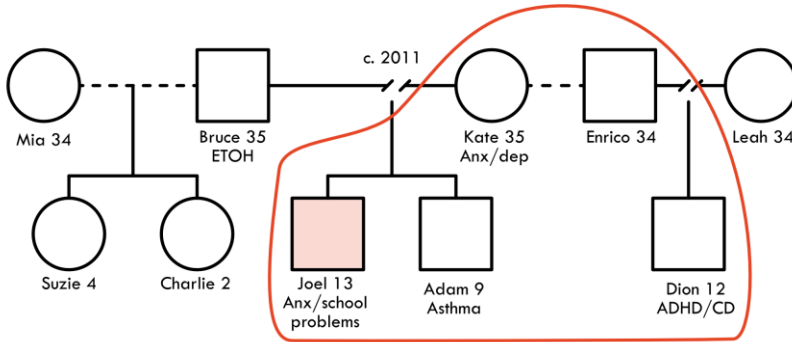 c. 2011
Mia 34
Bruce 35
ETOH
Kate 35
Anx/dep
Enrico 34
Leah 34
Suzie 4
Charlie 2
Joel 13
Anx/school
problems
Adam 9
Asthma
Dion 12
ADHD/CD